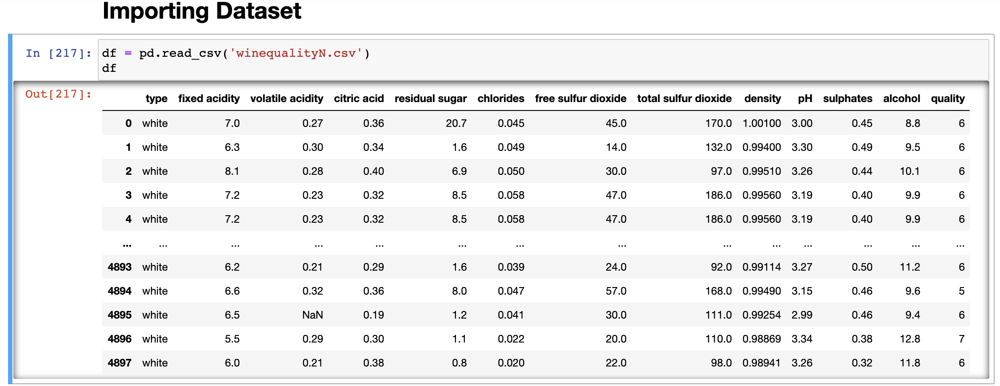 Importing Dataset
In [217]: df = pd.read_csv('winequalityN.csv')
df
Out[217]:
type fixed acidity volatile acidity citric acid residual sugar chlorides free sulfur dioxide total sulfur dioxide density pH sulphates alcohol quality
0 white 7.0 0.27 0.36 20.7 0.045 45.0 170.0 1.00100 3.00 0.45 8.8 6
1 white 6.3 0.30 0.34 1.6 0.049 14.0 132.0 0.99400 3.30 0.49 9.5 6
2 white 8.1 0.28 0.40 6.9 0.050 30.0 97.0 0.99510 3.26 0.44 10.1 6
3 white 7.2 0.23 0.32 8.5 0.058 47.0 186.0 0.99560 3.19 0.40 9.9 6
4 white 7.2 0.23 0.32 8.5 0.058 47.0 186.0 0.99560 3.19 0.40 9.9 6
... ... ... ... ... ... ... ... ... ... ... ... ... ...
4893 white 6.2 0.21 0.29 1.6 0.039 24.0 92.0 0.99114 3.27 0.50 11.2 6
4894 white 6.6 0.32 0.36 8.0 0.047 57.0 168.0 0.99490 3.15 0.46 9.6 5
4895 white 6.5 NaN 0.19 1.2 0.041 30.0 111.0 0.99254 2.99 0.46 9.4 6
4896 white 5.5 0.29 0.30 1.1 0.022 20.0 110.0 0.98869 3.34 0.38 12.8 7
4897 white 6.0 0.21 0.38 0.8 0.020 22.0 98.0 0.98941 3.26 0.32 11.8 6